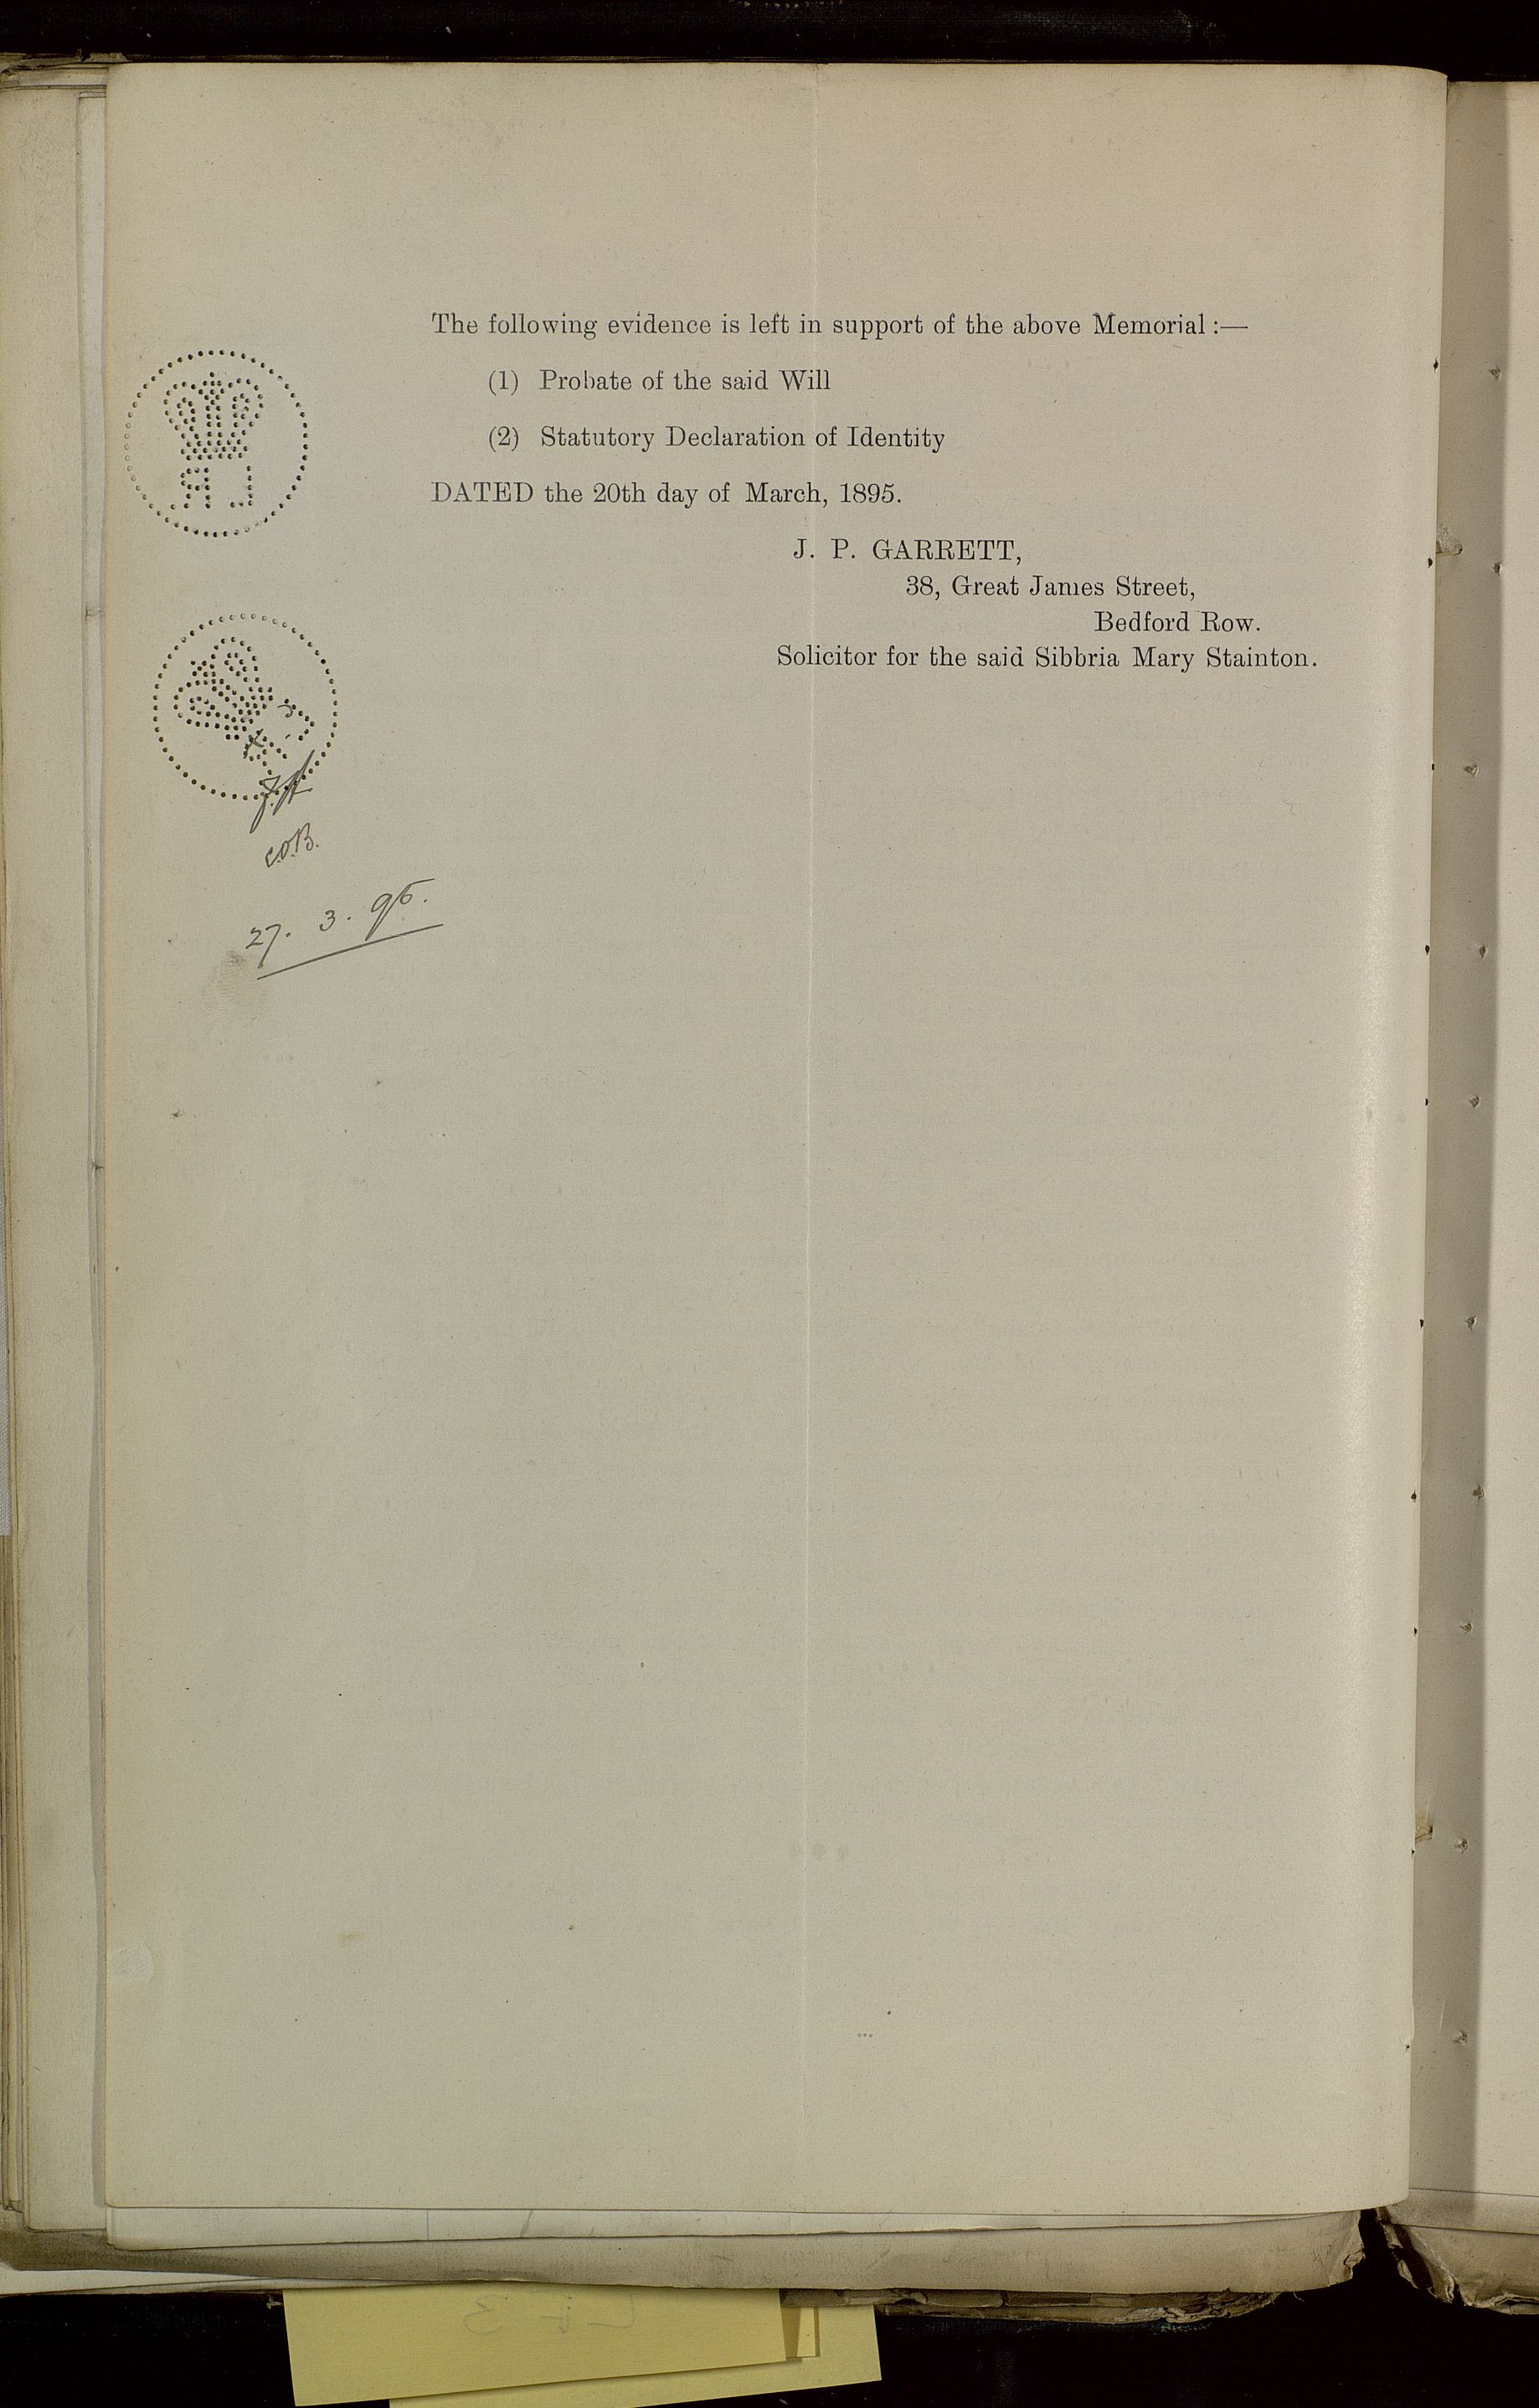 The following evidence is left in support of the above Memorial :—
(1) Probate of the said Will
(2) Statutory Declaration of Identity
DATED the 20th day of March, 1895.
J. P. GARRETT,
38, Great James Street,
Bedford Row.
Solicitor for the said Sibbria Mary Stainton.
27. 3. 95.